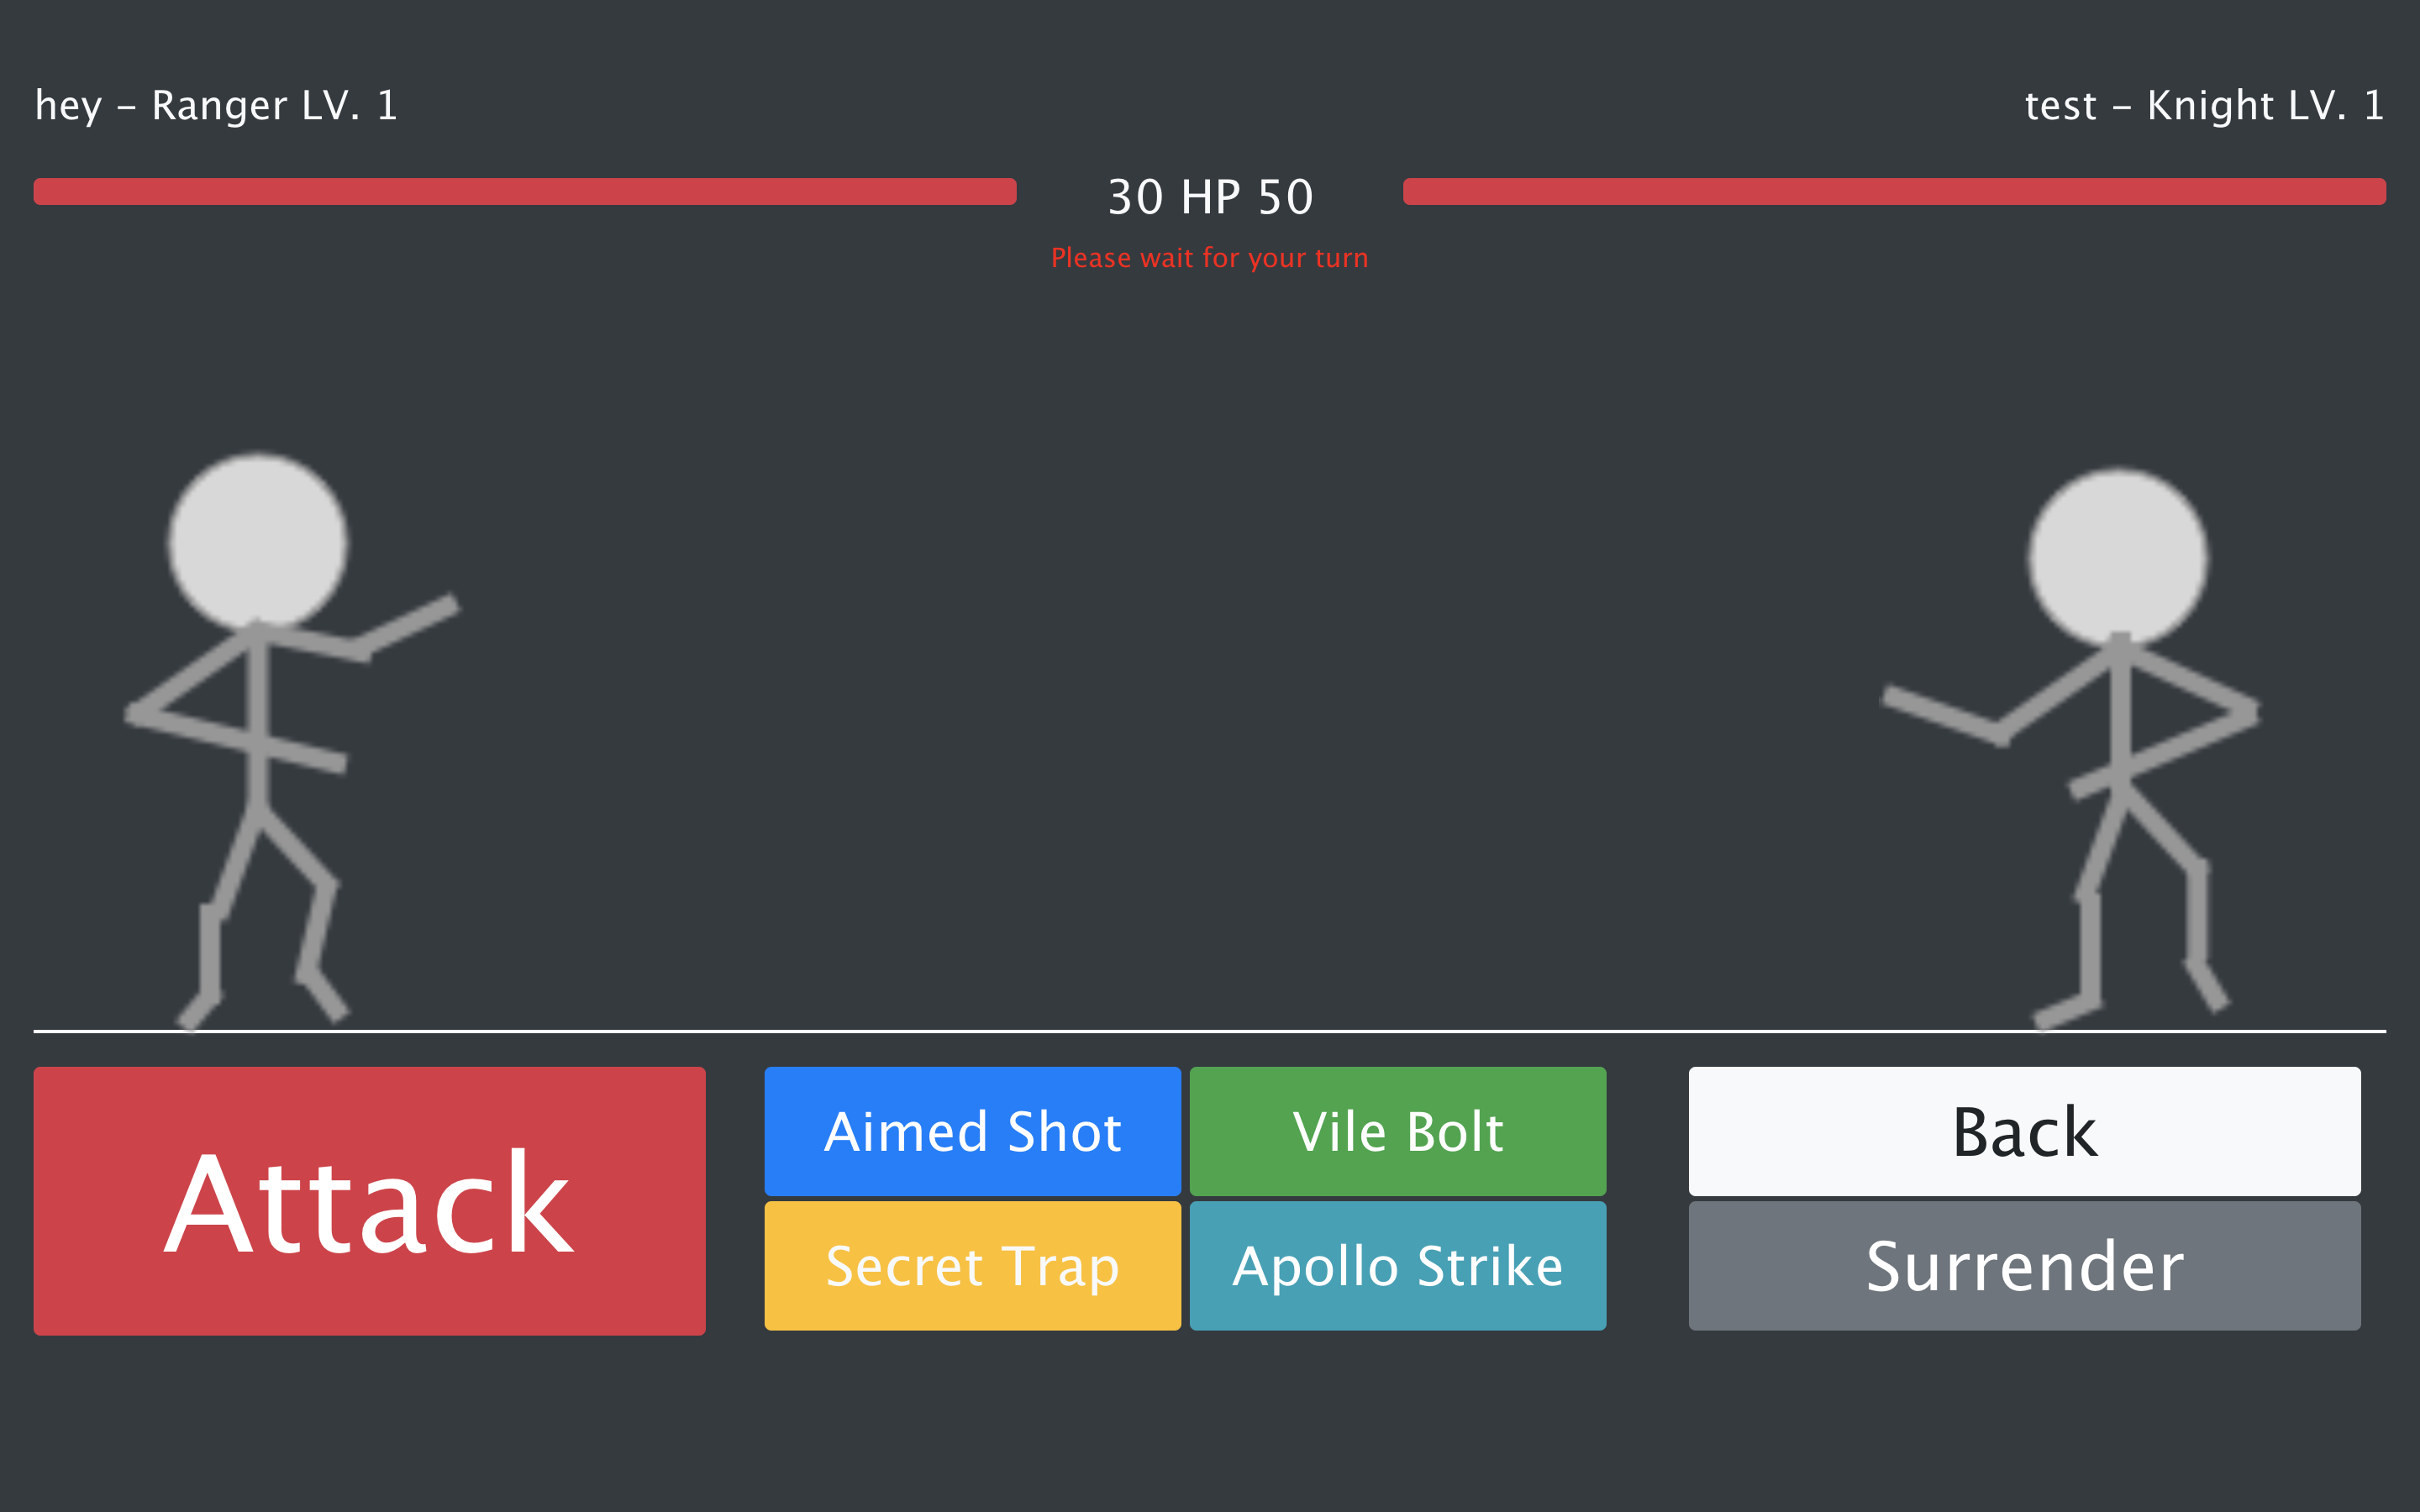 hey – Ranger LV. 1
test – Knight LV. 1
30 HP 50
Please wait for your turn
Attack
Aimed Shot
Vile Bolt
Secret Trap
Apollo Strike
Back
Surrender